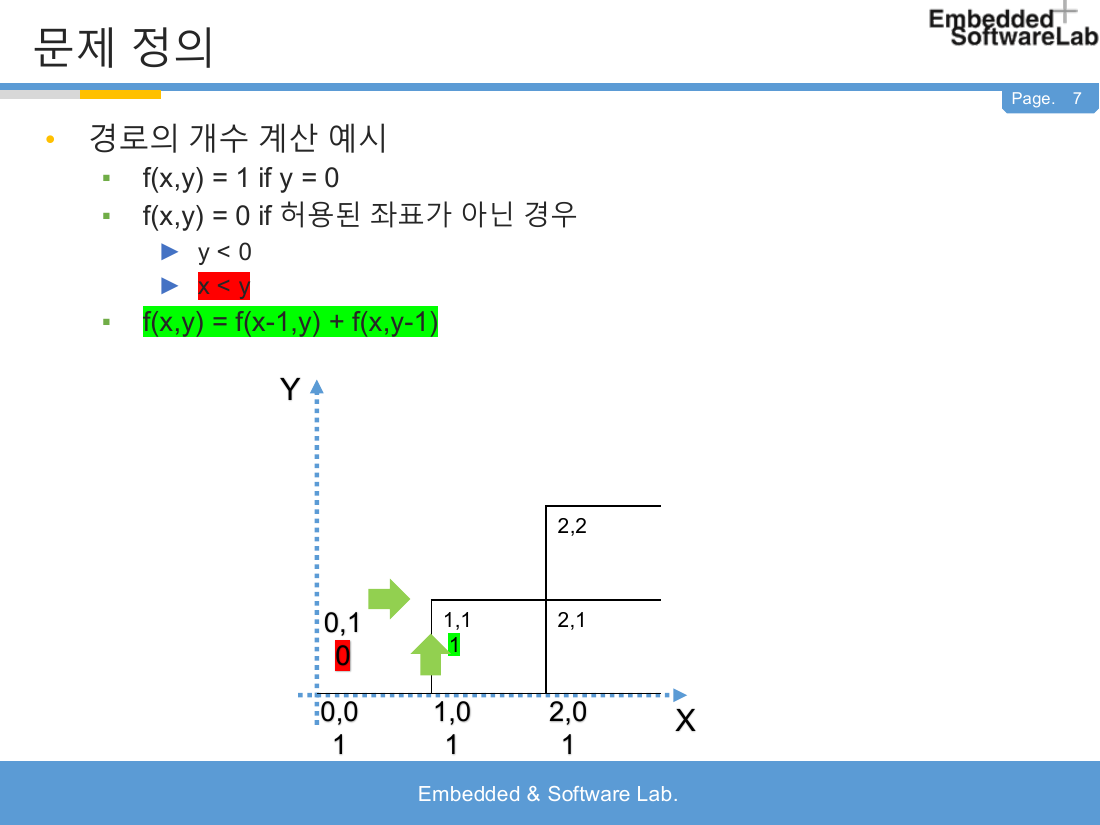 문제 정의
Embedded
SoftwareLab
Page. 7
• 경로의 개수 계산 예시
▪ f(x,y) = 1 if y = 0
▪ f(x,y) = 0 if 허용된 좌표가 아닌 경우
► y < 0
► x < y
▪ f(x,y) = f(x-1,y) + f(x,y-1)
Y
2,2
0,1
1,1
2,1
0
1
0,0
1,0
2,0
X
1
1
1
Embedded & Software Lab.